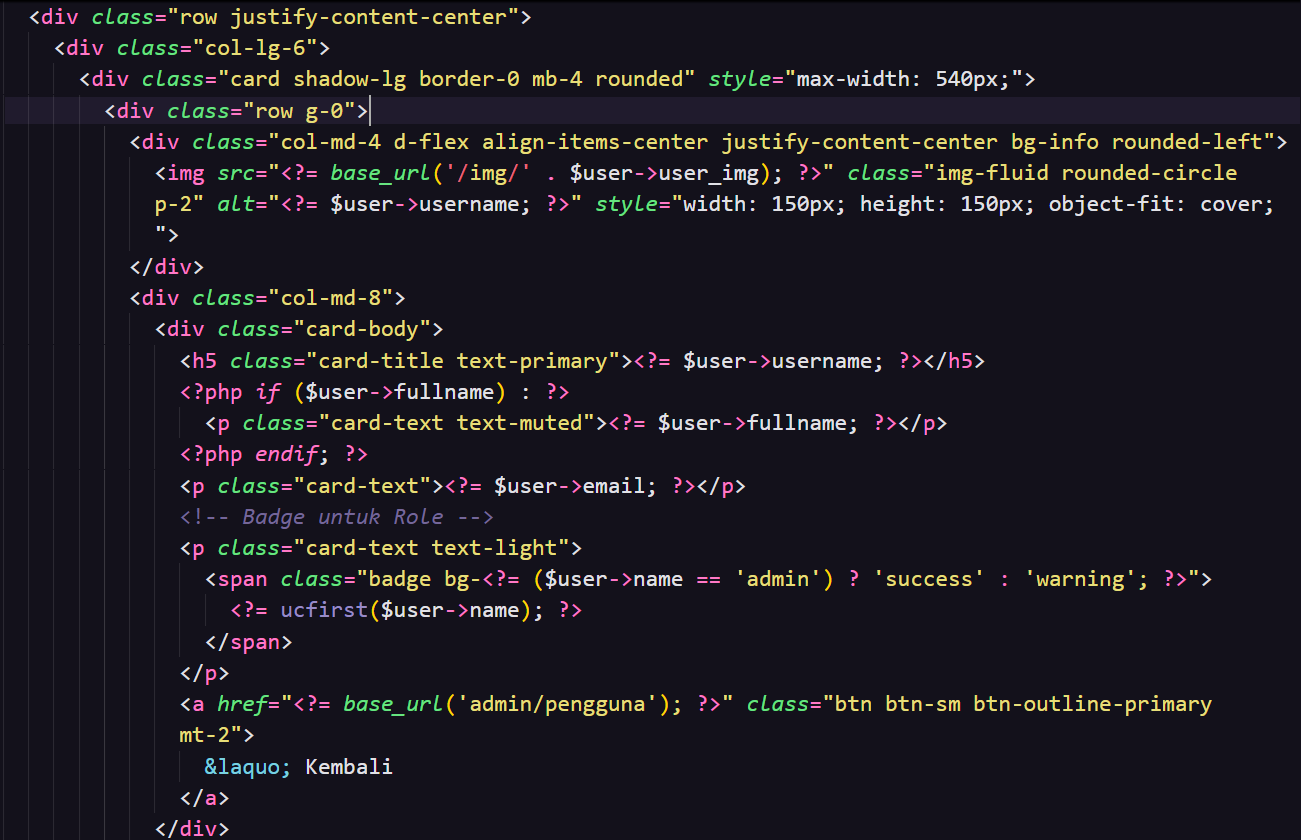 <div class="row justify-content-center">
<div class="col-lg-6">
<div class="card shadow-lg border-0 mb-4 rounded" style="max-width: 540px;">
<div class="row g-0">
<div class="col-md-4 d-flex align-items-center justify-content-center bg-info rounded-left">
<img src="<?= base_url('/img/' . $user->user_img); ?>" class="img-fluid rounded-circle
p-2" alt="<?= $user->username; ?>" style="width: 150px; height: 150px; object-fit: cover;
">
</div>
<div class="col-md-8">
<div class="card-body">
<h5 class="card-title text-primary"><?= $user->username; ?></h5>
<?php if ($user->fullname) : ?>
<p class="card-text text-muted"><?= $user->fullname; ?></p>
<?php endif; ?>
<p class="card-text"><?= $user->email; ?></p>
<!-- Badge untuk Role -->
<p class="card-text text-light">
<span class="badge bg-<?= ($user->name == 'admin') ? 'success' : 'warning'; ?>">
<?= ucfirst($user->name); ?>
</span>
</p>
<a href="<?= base_url('admin/pengguna'); ?>" class="btn btn-sm btn-outline-primary
mt-2">
&laquo; Kembali
</a>
</div>